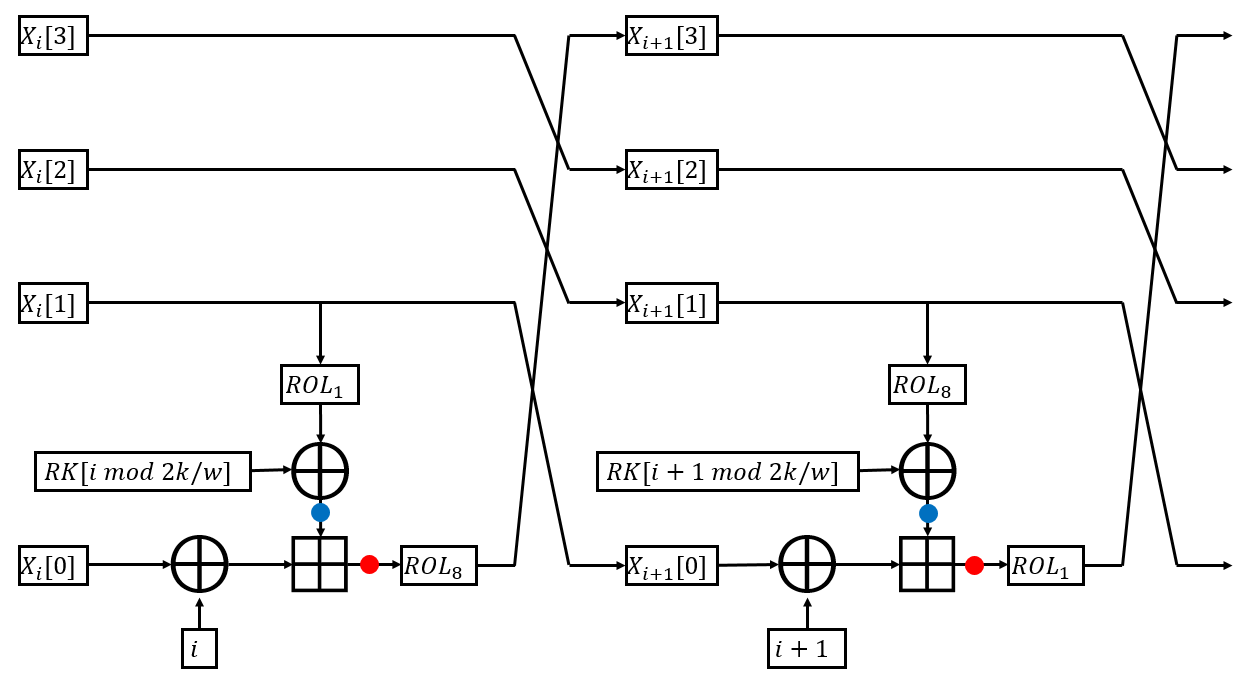 X_i[3]
X_{i+1}[3]
X_i[2]
X_{i+1}[2]
X_i[1]
X_{i+1}[1]
ROL_1
ROL_8
RK[i mod 2k/w]
RK[i + 1 mod 2k/w]
X_i[0]
ROL_8
X_{i+1}[0]
ROL_1
i
i + 1